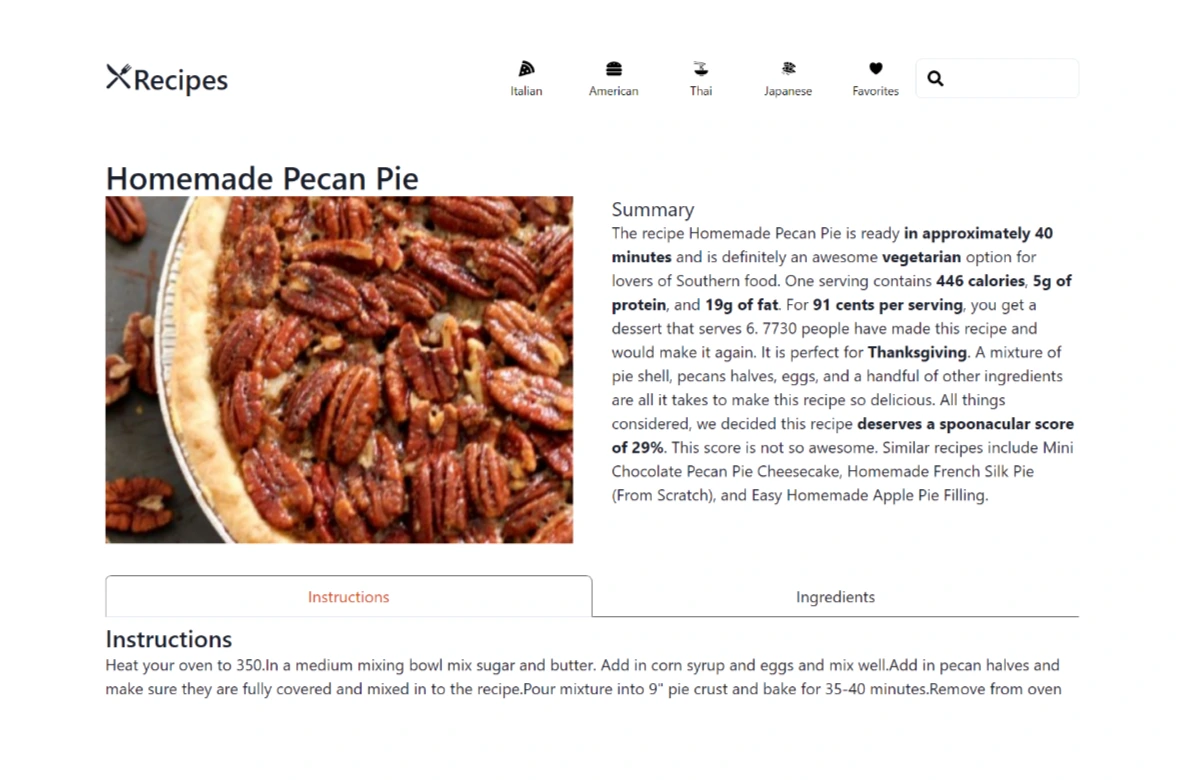 Recipes
Italian
American
Thai
Japanese
Favorites
Homemade Pecan Pie
Summary
The recipe Homemade Pecan Pie is ready in approximately 40
minutes and is definitely an awesome vegetarian option for
lovers of Southern food. One serving contains 446 calories, 5g of
protein, and 19g of fat. For 91 cents per serving, you get a
dessert that serves 6. 7730 people have made this recipe and
would make it again. It is perfect for Thanksgiving. A mixture of
pie shell, pecans halves, eggs, and a handful of other ingredients
are all it takes to make this recipe so delicious. All things
considered, we decided this recipe deserves a spoonacular score
of 29%. This score is not so awesome. Similar recipes include Mini
Chocolate Pecan Pie Cheesecake, Homemade French Silk Pie
(From Scratch), and Easy Homemade Apple Pie Filling.
Instructions
Ingredients
Instructions
Heat your oven to 350.In a medium mixing bowl mix sugar and butter. Add in corn syrup and eggs and mix well.Add in pecan halves and
make sure they are fully covered and mixed in to the recipe.Pour mixture into 9" pie crust and bake for 35-40 minutes.Remove from oven